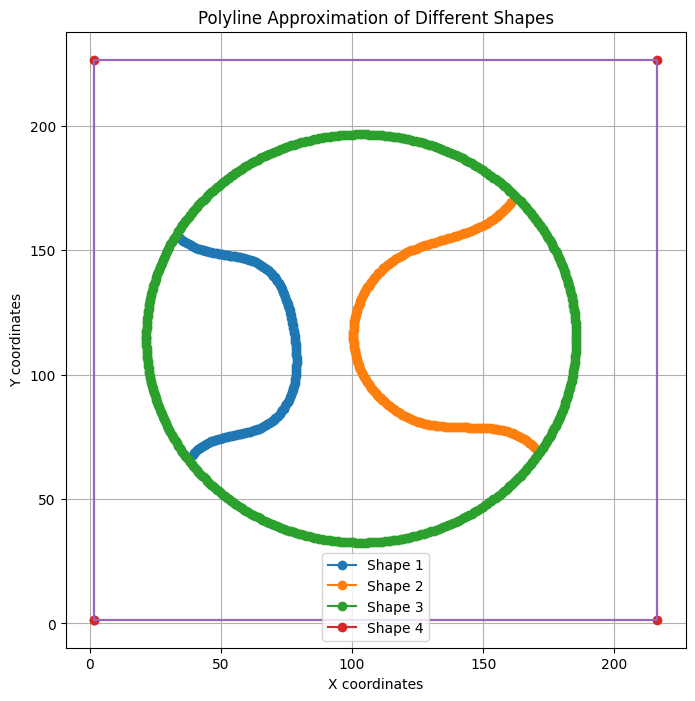 Polyline Approximation of Different Shapes
Y coordinates
200
150
100
50
0
Shape 1
Shape 2
Shape 3
Shape 4
0 50 100 150 200
X coordinates